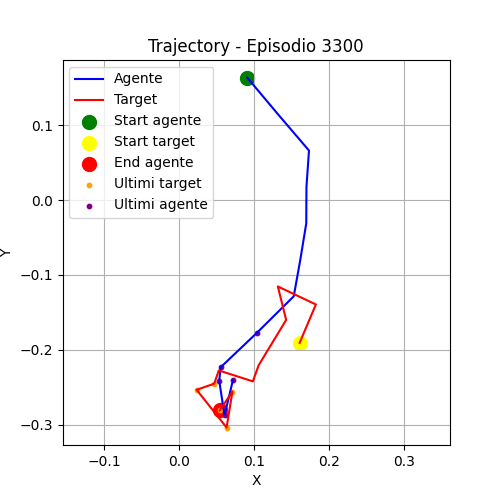 Trajectory - Episodio 3300
Agente
Target
Start agente
Start target
End agente
Ultimi target
Ultimi agente
0.1
0.0
−0.1
−0.2
−0.3
Y
−0.1
0.0
0.1
0.2
0.3
X